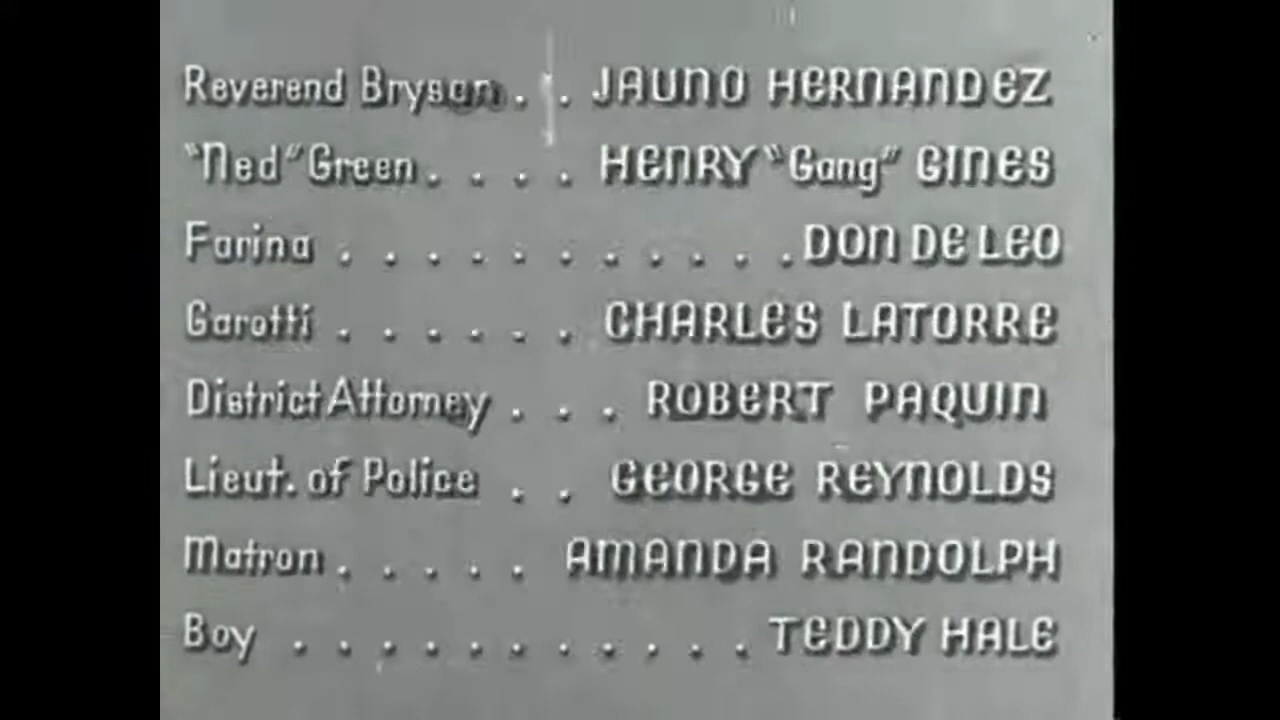 Reverend Bryson . . JAUNO HERNANDEZ
"Ned" Green . . . . HENRY "Gang" GINES
Farina . . . . . . . . . . . DON DE LEO
Garotti . . . . . . CHARLES LATORRE
District Attorney . . . ROBERT PAQUIN
Lieut. of Police . . GEORGE REYNOLDS
Matron . . . . . AMANDA RANDOLPH
Boy . . . . . . . . . . . TEDDY HALE